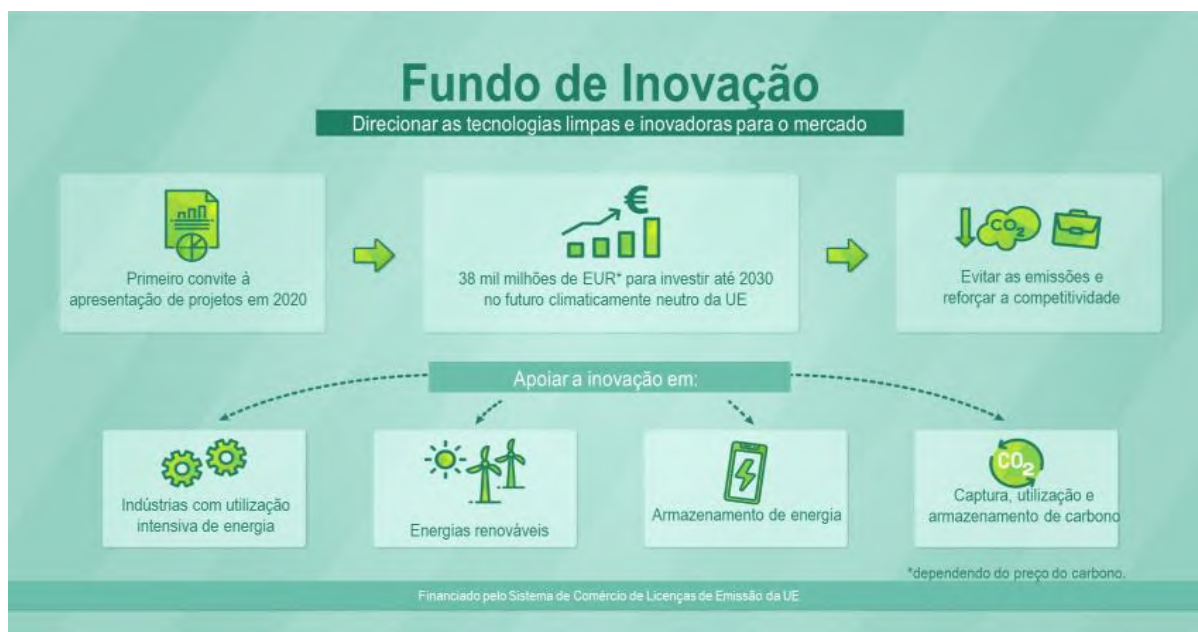 Fundo de Inovação
Direcionar as tecnologias limpas e inovadoras para o mercado
Primeiro convite à
apresentação de projetos em 2020
€
38 mil milhões de EUR* para investir até 2030
no futuro climaticamente neutro da UE
CO2
Evitar as emissões e
reforçar a competitividade
Apoiar a inovação em:
Indústrias com utilização
intensiva de energia
Energias renováveis
Armazenamento de energia
CO2
Captura, utilização e
armazenamento de carbono
*dependendo do preço do carbono.
Financiado pelo Sistema de Comércio de Licenças de Emissão da UE